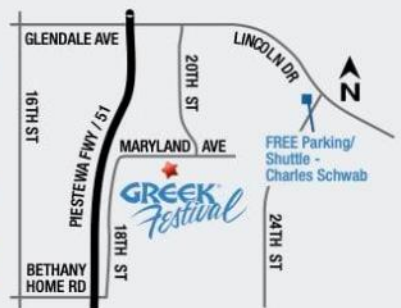 GLENDALE AVE
LINCOLN DR
20TH ST
16TH ST
N
PIESTEWA FWY / 51
MARYLAND AVE
FREE Parking/
Shuttle -
Charles Schwab
GREEK
Festival
18TH ST
24TH ST
BETHANY
HOME RD